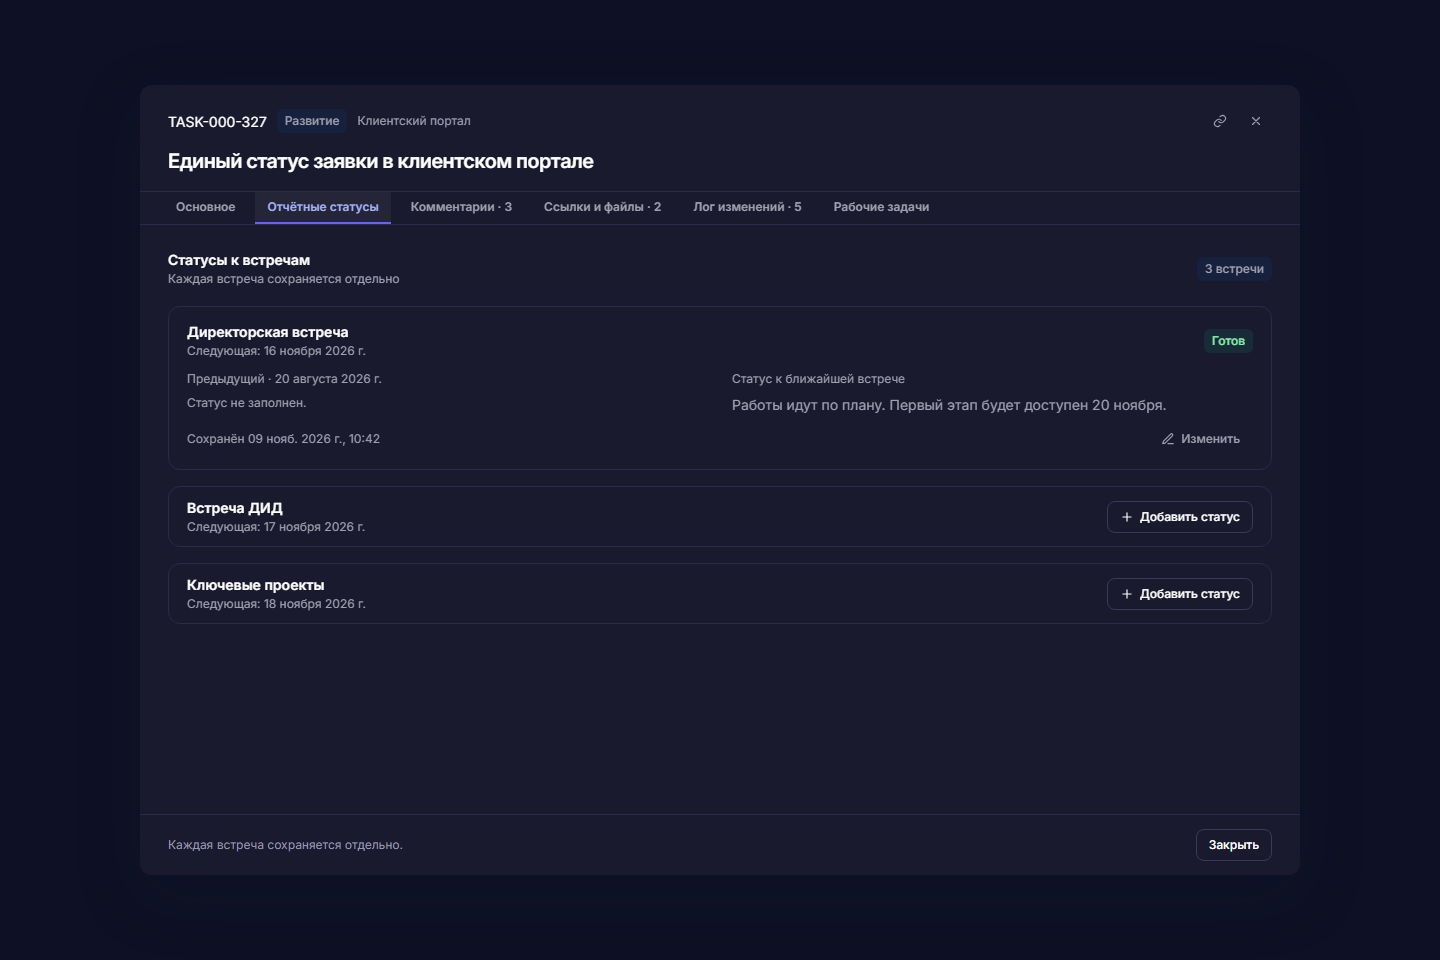 TASK-000-327 Развитие Клиентский портал
Единый статус заявки в клиентском портале
Основное Отчётные статусы Комментарии · 3 Ссылки и файлы · 2 Лог изменений · 5 Рабочие задачи
Статусы к встречам
Каждая встреча сохраняется отдельно
3 встречи
Директорская встреча
Следующая: 16 ноября 2026 г.
Готов
Предыдущий · 20 августа 2026 г.
Статус не заполнен.
Статус к ближайшей встрече
Работы идут по плану. Первый этап будет доступен 20 ноября.
Сохранён 09 нояб. 2026 г., 10:42
Изменить
Встреча ДИД
Следующая: 17 ноября 2026 г.
Добавить статус
Ключевые проекты
Следующая: 18 ноября 2026 г.
Добавить статус
Каждая встреча сохраняется отдельно.
Закрыть